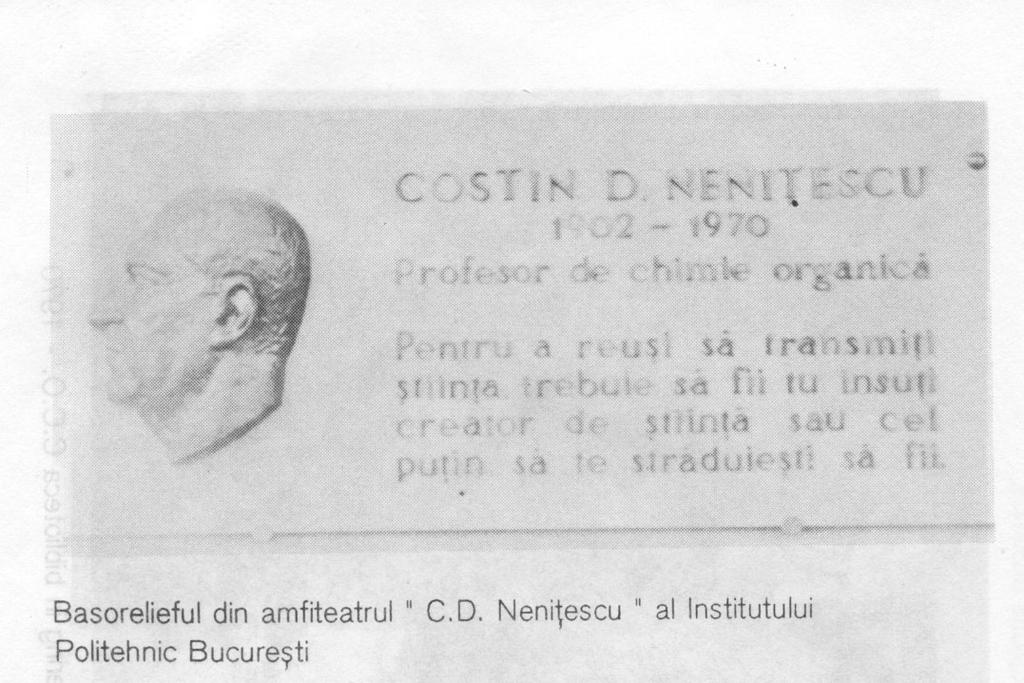 COSTIN D. NENIȚESCU
1902 - 1970
Profesor de chimie organică
Pentru a reuși să transmiți
știința trebuie să fii tu însuți
creator de știință sau cel
puțin să te străduiești să fii.
Basorelieful din amfiteatrul " C.D. Nenițescu " al Institutului
Politehnic București